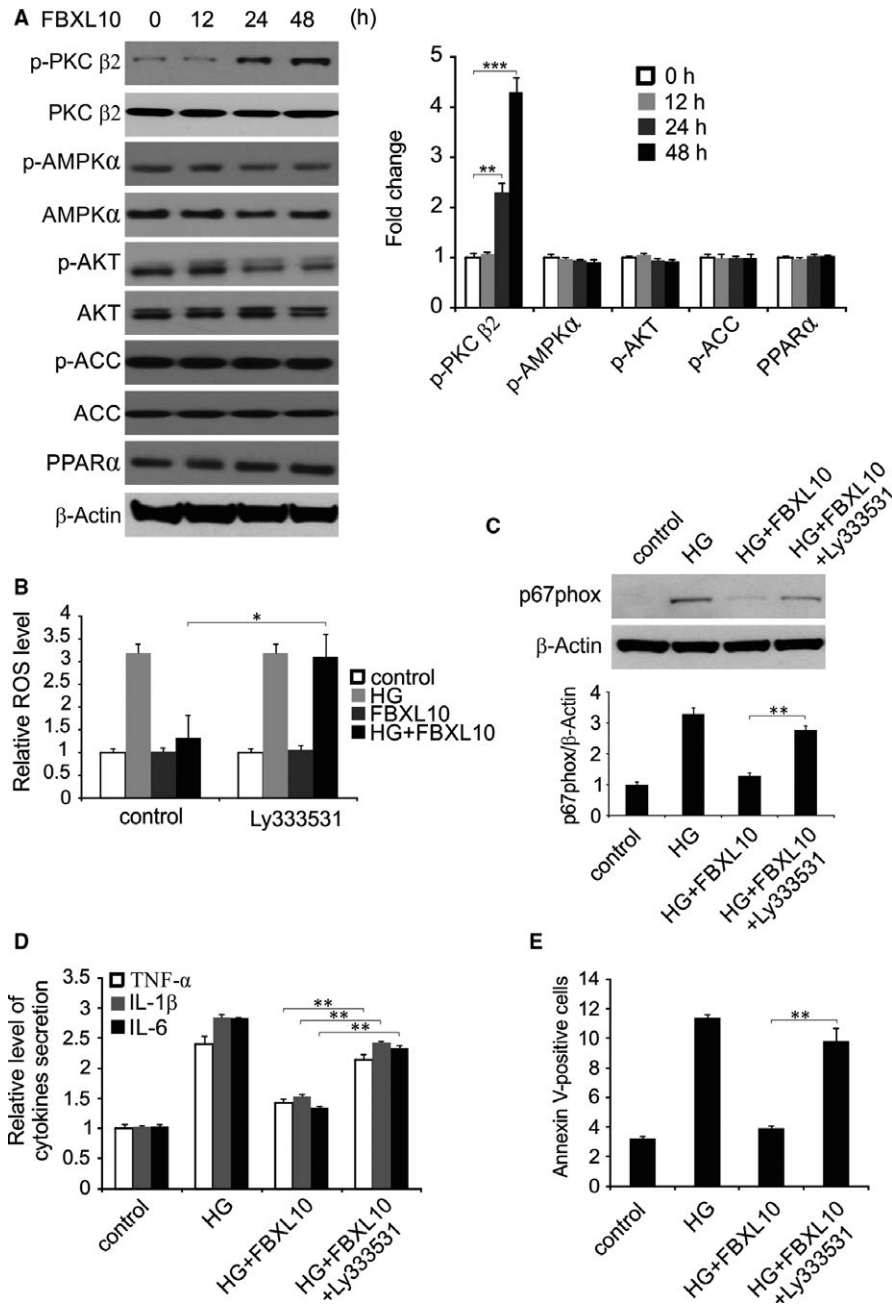 A FBXL10 0 12 24 48 (h)
p-PKC β2
PKC β2
p-AMPKα
AMPKα
p-AKT
AKT
p-ACC
ACC
PPARα
β-Actin
Fold change
5
4
3
2
1
0
***
**
0 h
12 h
24 h
48 h
p-PKC β2
p-AMPKα
p-AKT
p-ACC
PPARα
B
Relative ROS level
4
3.5
3
2.5
2
1.5
1
0.5
0
*
control
HG
FBXL10
HG+FBXL10
control
Ly333531
C
control
HG
HG+FBXL10
HG+FBXL10
+Ly333531
p67phox
β-Actin
p67phox/β-Actin
4
3
2
1
0
**
control
HG
HG+FBXL10
HG+FBXL10
+Ly333531
D
Relative level of
cytokines secretion
3.5
3
2.5
2
1.5
1
0.5
0
TNF-α
IL-1β
IL-6
**
**
**
control
HG
HG+FBXL10
HG+FBXL10
+Ly333531
E
Annexin V-positive cells
14
12
10
8
6
4
2
0
**
control
HG
HG+FBXL10
HG+FBXL10
+Ly333531